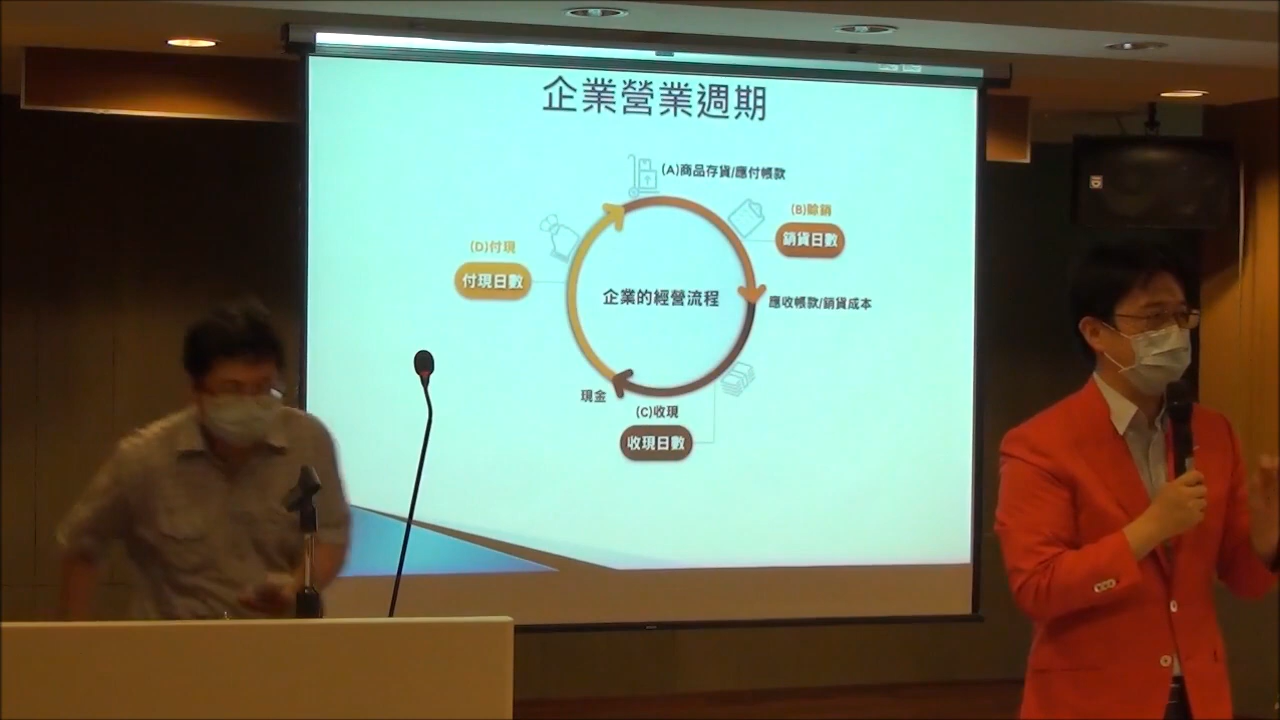 企業營業週期
(A)商品存貨/應付帳款
(B)賒銷
銷貨日數
(D)付現
付現日數
企業的經營流程
應收帳款/銷貨成本
現金
(C)收現
收現日數